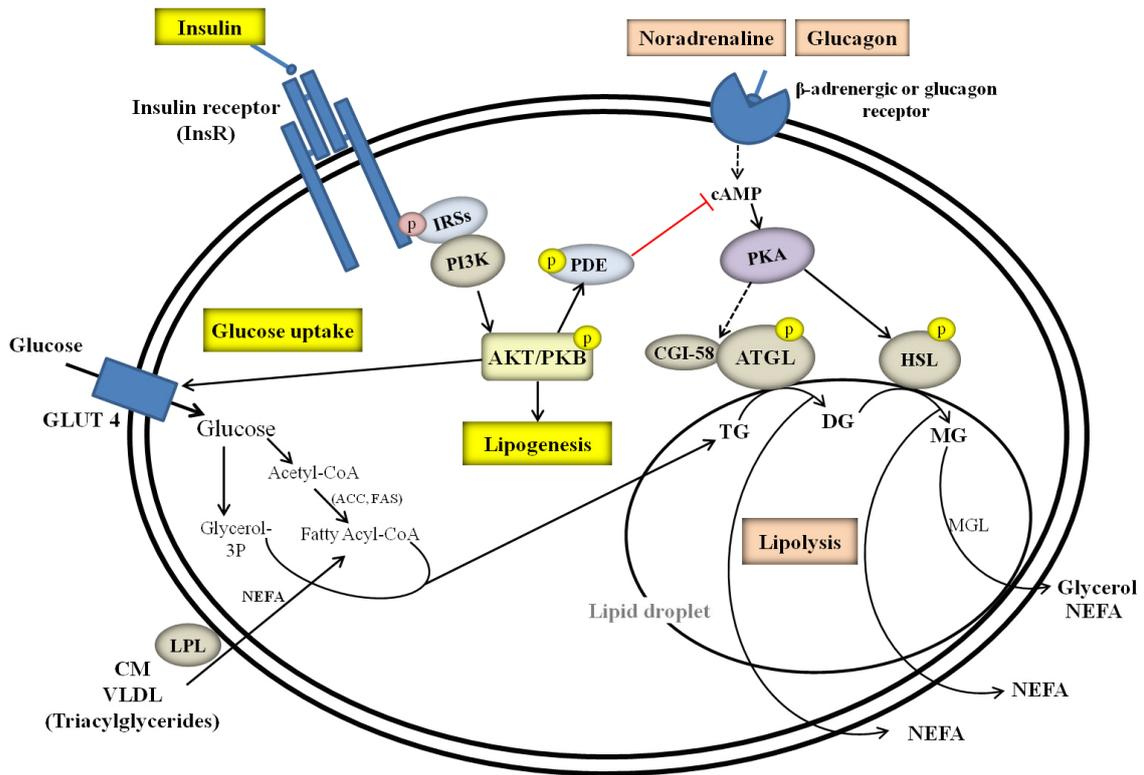 Insulin
Noradrenaline
Glucagon
Insulin receptor
(InsR)
β-adrenergic or glucagon
receptor
cAMP
p
IRSs
PI3K
p
PDE
PKA
Glucose uptake
p
AKT/PKB
CGI-58
p
ATGL
p
HSL
Glucose
GLUT 4
Glucose
Lipogenesis
TG
DG
MG
Acetyl-CoA
(ACC, FAS)
Glycerol-
3P
Fatty Acyl-CoA
MGL
Lipolysis
NEFA
Lipid droplet
Glycerol
NEFA
LPL
CM
VLDL
(Triacylglycerides)
NEFA
NEFA